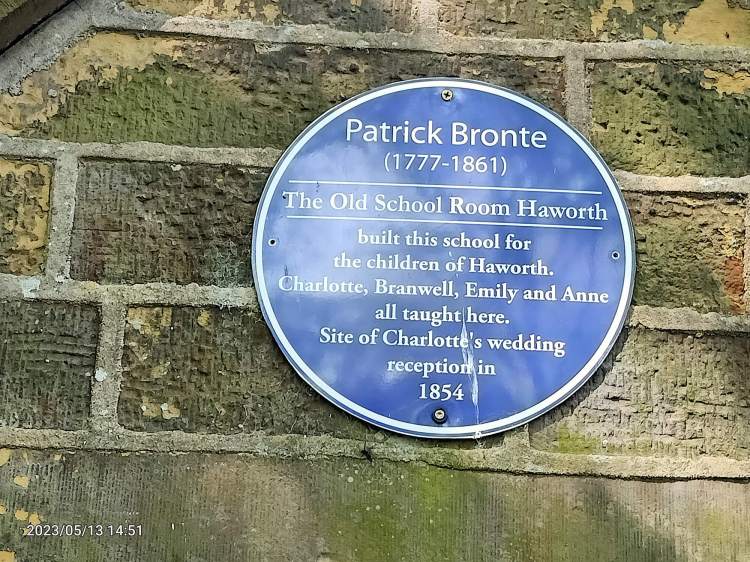 Patrick Bronte
(1777-1861)
The Old School Room Haworth
built this school for
the children of Haworth.
Charlotte, Branwell, Emily and Anne
all taught here.
Site of Charlotte's wedding
reception in
1854
2023/05/13 14:51